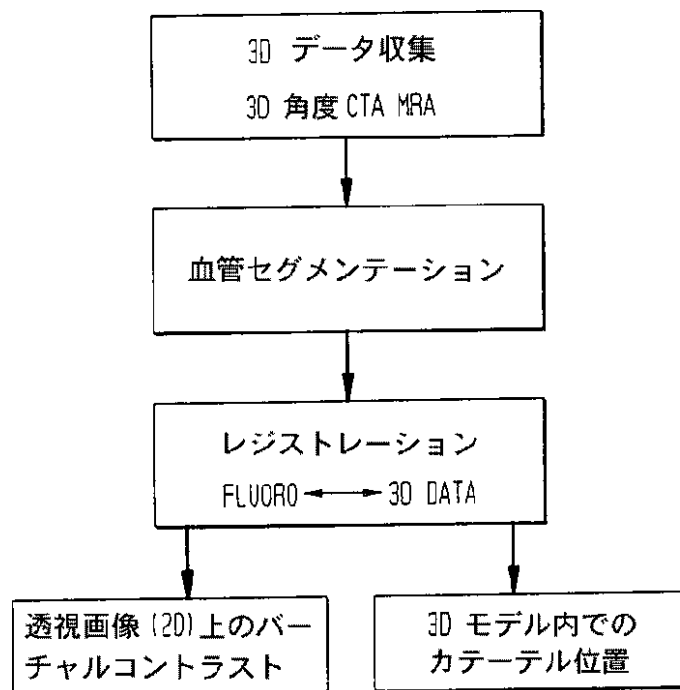 3D データ収集
3D 角度 CTA MRA
血管セグメンテーション
レジストレーション
FLUORO ⟷ 3D DATA
透視画像(2D)上のバー
チャルコントラスト
3D モデル内での
カテーテル位置